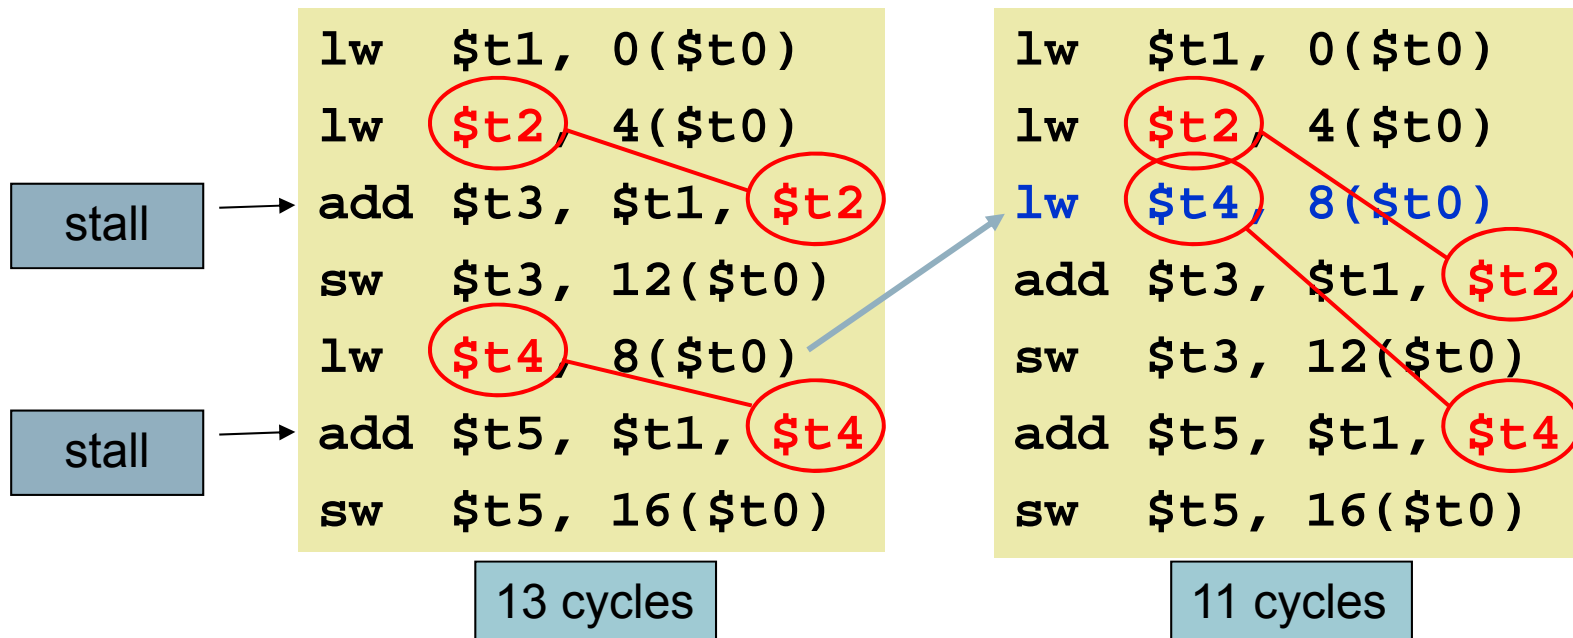 lw $t1, 0($t0)
lw $t2, 4($t0)
stall
add $t3, $t1, $t2
sw $t3, 12($t0)
lw $t4, 8($t0)
stall
add $t5, $t1, $t4
sw $t5, 16($t0)
13 cycles
lw $t1, 0($t0)
lw $t2, 4($t0)
lw $t4, 8($t0)
add $t3, $t1, $t2
sw $t3, 12($t0)
add $t5, $t1, $t4
sw $t5, 16($t0)
11 cycles